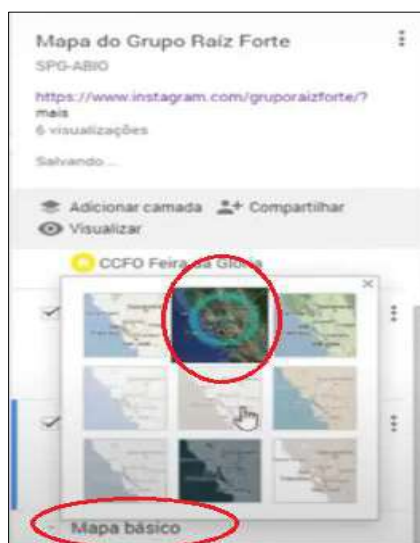 Mapa do Grupo Raíz Forte
SPG-ABIO
https://www.instagram.com/gruporaizforte/?
mais
6 visualizações
Salvando...
Adicionar camada Compartilhar
Visualizar
CCFO Feira da Glória
Mapa básico